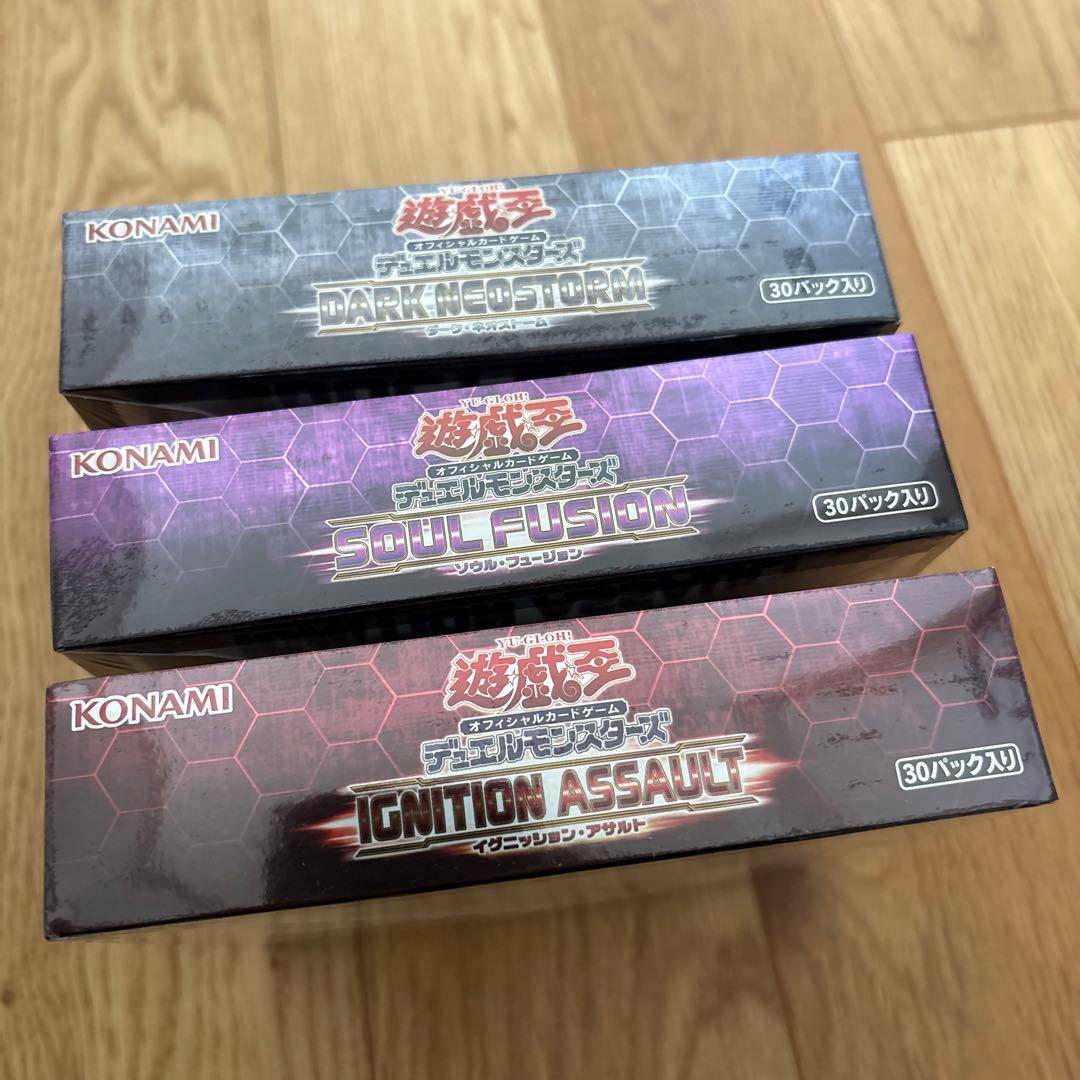 KONAMI
YU-GI-OH!
遊戯王
オフィシャルカードゲーム
デュエルモンスターズ
DARK NEOSTORM
ダーク・ネオストーム
30パック入り
KONAMI
YU-GI-OH!
遊戯王
オフィシャルカードゲーム
デュエルモンスターズ
SOUL FUSION
ソウル・フュージョン
30パック入り
KONAMI
YU-GI-OH!
遊戯王
オフィシャルカードゲーム
デュエルモンスターズ
IGNITION ASSAULT
イグニッション・アサルト
30パック入り